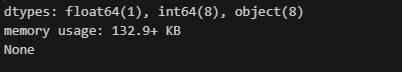 dtypes: float64(1), int64(8), object(8)
memory usage: 132.9+ KB
None